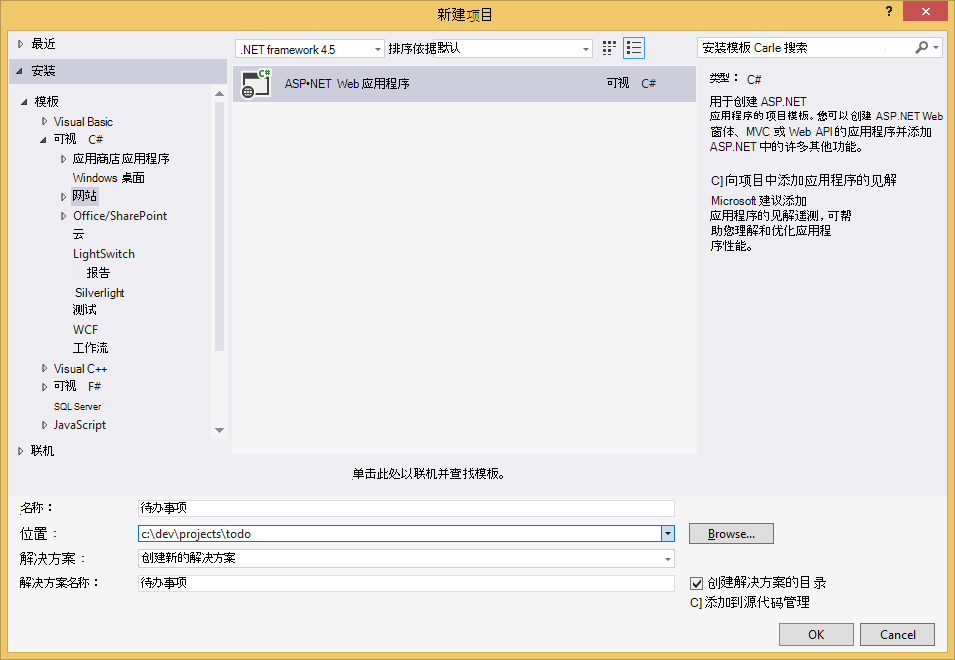 新建项目
?
最近
安装
模板
Visual Basic
可视 C#
应用商店应用程序
Windows 桌面
网站
Office/SharePoint
云
LightSwitch
报告
Silverlight
测试
WCF
工作流
Visual C++
可视 F#
SQL Server
JavaScript
联机
.NET framework 4.5
排序依据默认
ASP•NET Web 应用程序
可视 C#
单击此处以联机并查找模板。
安装模板 Carle 搜索
类型： C#
用于创建 ASP.NET
应用程序的项目模板。您可以创建 ASP.NET Web
窗体、MVC 或 Web API 的应用程序并添加
ASP.NET 中的许多其他功能。
C]向项目中添加应用程序的见解
Microsoft 建议添加
应用程序的见解遥测，可帮
助您理解和优化应用程
序性能。
名称：
待办事项
位置：
c:\dev\projects\todo
Browse...
解决方案：
创建新的解决方案
解决方案名称：
待办事项
创建解决方案的目录
C]添加到源代码管理
OK
Cancel